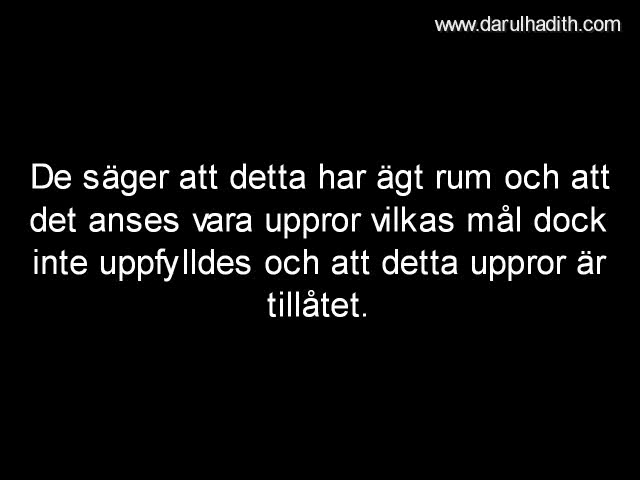 www.darulhadith.com
De säger att detta har ägt rum och att
det anses vara uppror vilkas mål dock
inte uppfylldes och att detta uppror är
tillåtet.